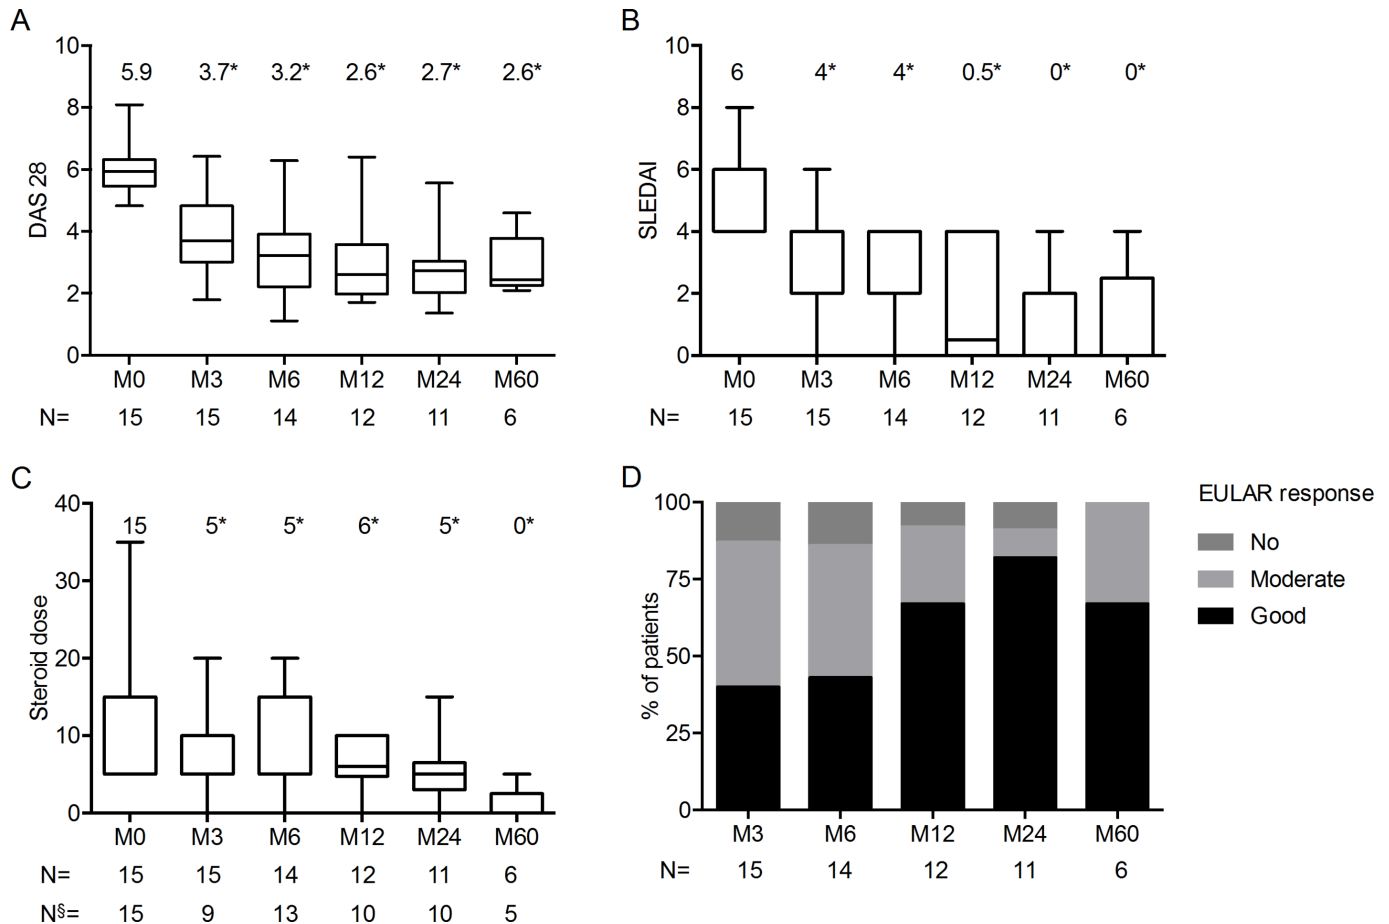 A
10
8
6
4
2
0
DAS 28
5.9 3.7* 3.2* 2.6* 2.7* 2.6*
M0 M3 M6 M12 M24 M60
N= 15 15 14 12 11 6
B
10
8
6
4
2
0
SLEDAI
6 4* 4* 0.5* 0* 0*
M0 M3 M6 M12 M24 M60
N= 15 15 14 12 11 6
C
40
30
20
10
0
Steroid dose
15 5* 5* 6* 5* 0*
M0 M3 M6 M12 M24 M60
N= 15 15 14 12 11 6
N§= 15 9 13 10 10 5
D
100
75
50
25
0
% of patients
M3 M6 M12 M24 M60
N= 15 14 12 11 6
EULAR response
No
Moderate
Good